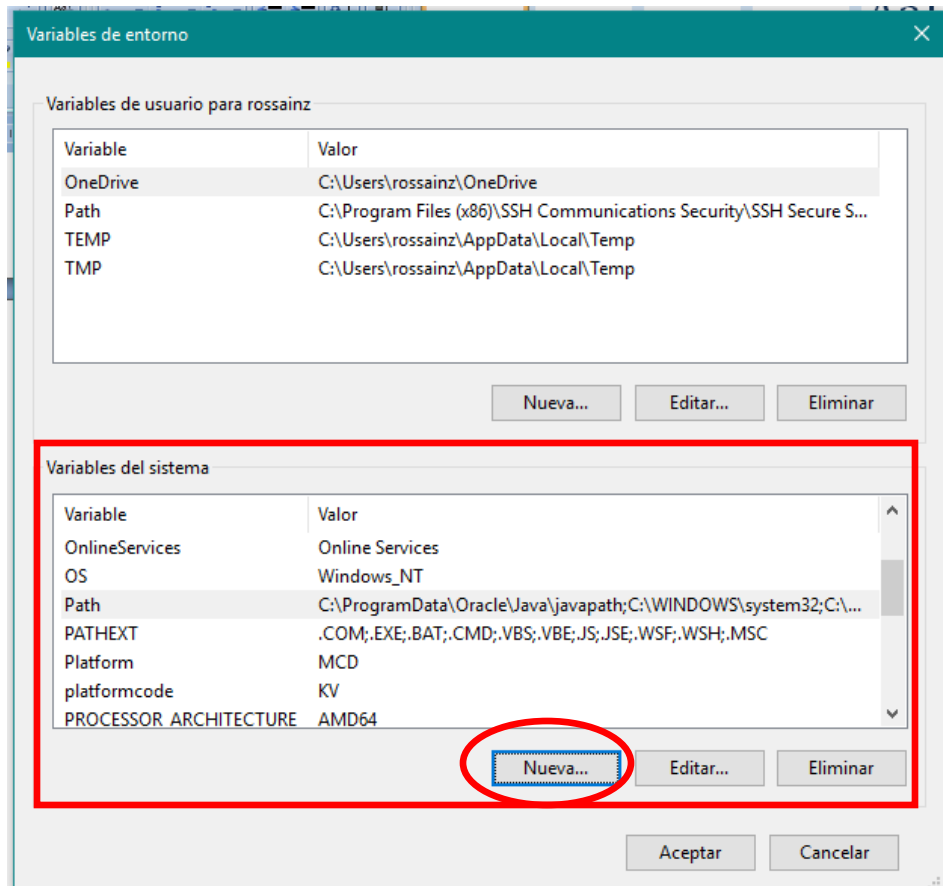 Variables de entorno
Variables de usuario para rossainz
Variable Valor
OneDrive C:\Users\rossainz\OneDrive
Path C:\Program Files (x86)\SSH Communications Security\SSH Secure S...
TEMP C:\Users\rossainz\AppData\Local\Temp
TMP C:\Users\rossainz\AppData\Local\Temp
Nueva... Editar... Eliminar
Variables del sistema
Variable Valor
OnlineServices Online Services
OS Windows_NT
Path C:\ProgramData\Oracle\Java\javapath;C:\WINDOWS\system32;C:\...
PATHEXT .COM;.EXE;.BAT;.CMD;.VBS;.VBE;.JS;.JSE;.WSF;.WSH;.MSC
Platform MCD
platformcode KV
PROCESSOR_ARCHITECTURE AMD64
Nueva... Editar... Eliminar
Aceptar Cancelar